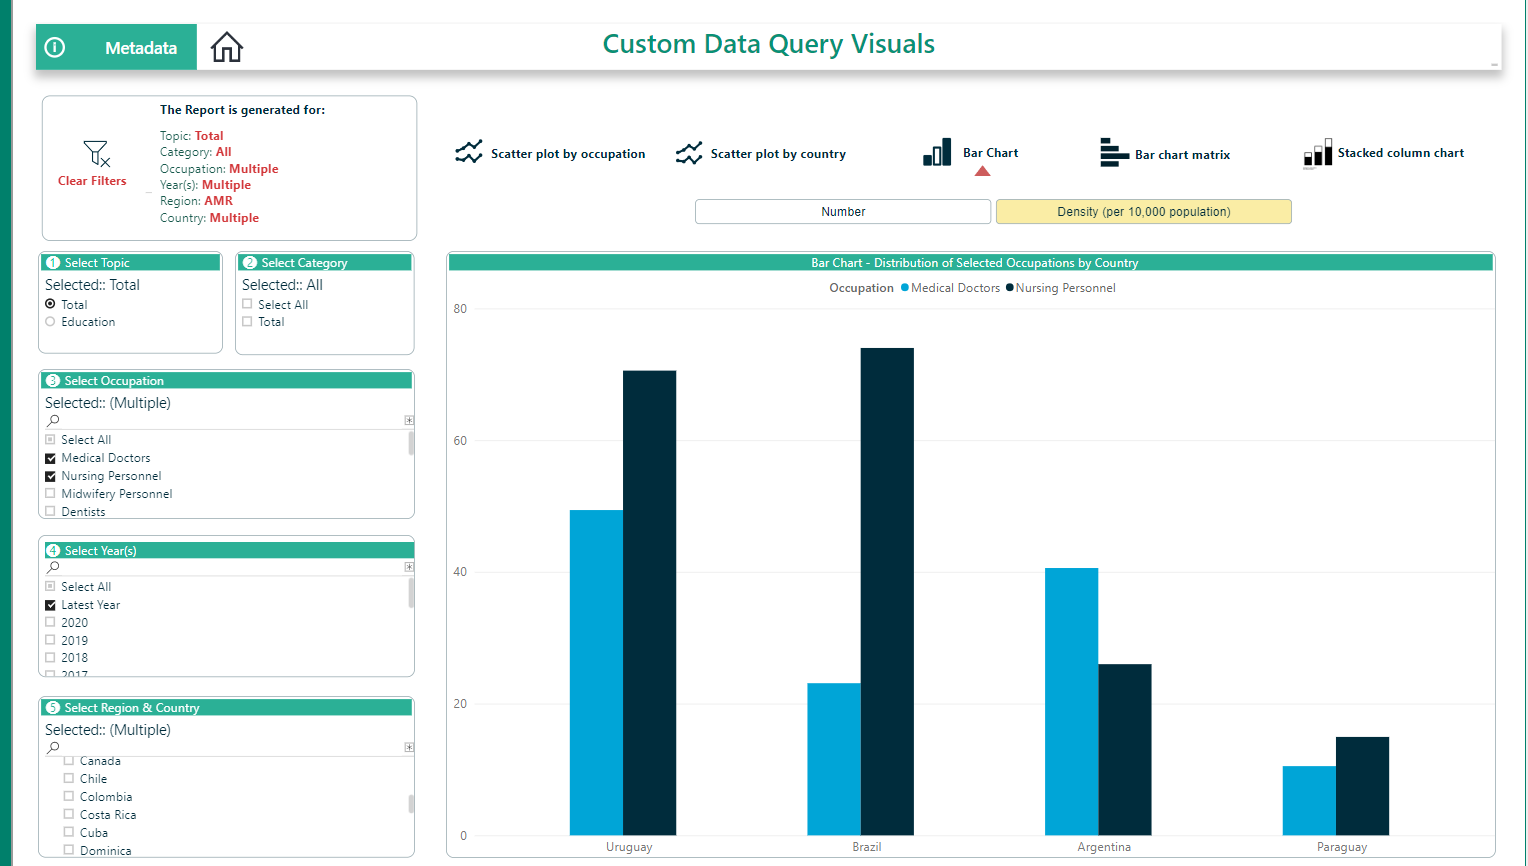 Metadata
Custom Data Query Visuals
The Report is generated for:
Topic: Total
Category: All
Occupation: Multiple
Year(s): Multiple
Region: AMR
Country: Multiple
Clear Filters
Scatter plot by occupation
Scatter plot by country
Bar Chart
Bar chart matrix
Stacked column chart
Number
Density (per 10,000 population)
1 Select Topic
Selected:: Total
Total
Education
2 Select Category
Selected:: All
Select All
Total
3 Select Occupation
Selected:: (Multiple)
Select All
Medical Doctors
Nursing Personnel
Midwifery Personnel
Dentists
4 Select Year(s)
Select All
Latest Year
2020
2019
2018
2017
5 Select Region & Country
Selected:: (Multiple)
Canada
Chile
Colombia
Costa Rica
Cuba
Dominica
Bar Chart - Distribution of Selected Occupations by Country
Occupation Medical Doctors Nursing Personnel
80
60
40
20
0
Uruguay Brazil Argentina Paraguay